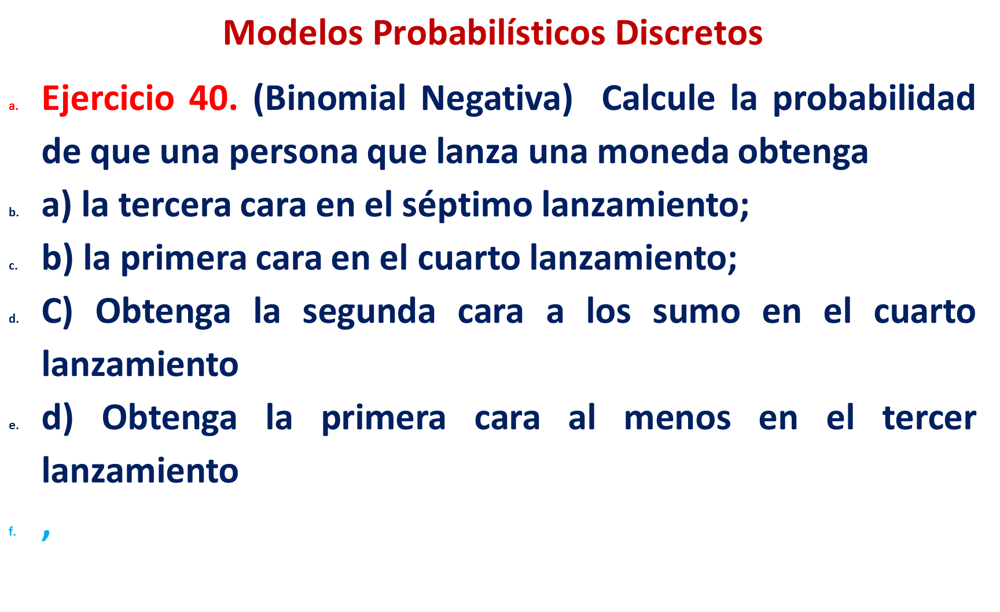 Modelos Probabilísticos Discretos
a. Ejercicio 40. (Binomial Negativa) Calcule la probabilidad
de que una persona que lanza una moneda obtenga
b. a) la tercera cara en el séptimo lanzamiento;
c. b) la primera cara en el cuarto lanzamiento;
d. C) Obtenga la segunda cara a los sumo en el cuarto
lanzamiento
e. d) Obtenga la primera cara al menos en el tercer
lanzamiento
f. ,